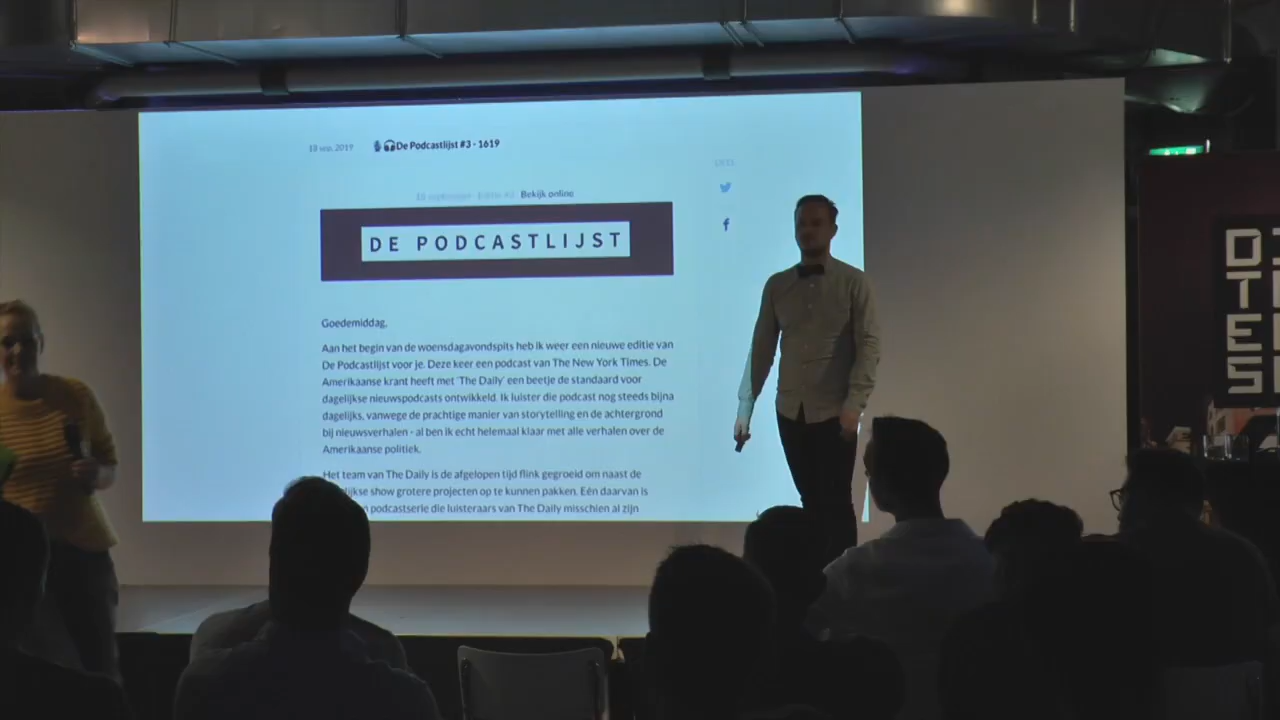 18 sep. 2019 De Podcastlijst #3 - 1619
18 september - Editie #3 Bekijk online
DE PODCASTLIJST
LIKES
Goedemiddag,
Aan het begin van de woensdagavondspits heb ik weer een nieuwe editie van
De Podcastlijst voor je. Deze keer een podcast van The New York Times. De
Amerikaanse krant heeft met 'The Daily' een beetje de standaard voor
dagelijkse nieuwspodcasts ontwikkeld. Ik luister die podcast nog steeds bijna
dagelijks, vanwege de prachtige manier van storytelling en de achtergrond
bij nieuwsverhalen - al ben ik echt helemaal klaar met alle verhalen over de
Amerikaanse politiek.
Het team van The Daily is de afgelopen tijd flink gegroeid om naast de
lijkse show grotere projecten op te kunnen pakken. Eén daarvan is
podcastserie die luisteraars van The Daily misschien al zijn